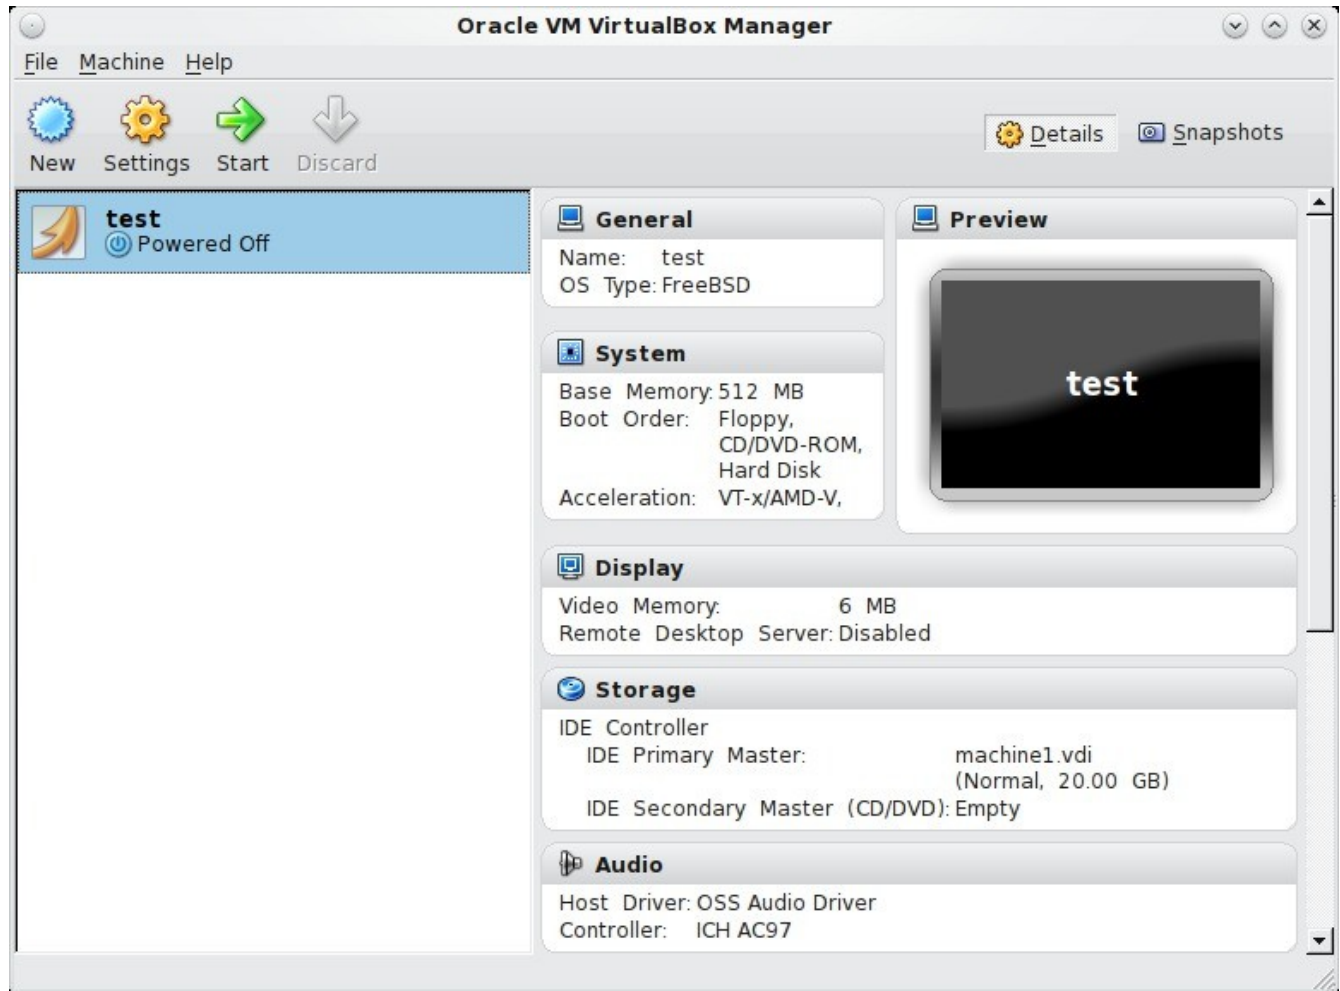 Oracle VM VirtualBox Manager
File Machine Help
New Settings Start Discard
Details Snapshots
test
Powered Off
General
Name: test
OS Type: FreeBSD
System
Base Memory: 512 MB
Boot Order: Floppy,
CD/DVD-ROM,
Hard Disk
Acceleration: VT-x/AMD-V,
Preview
test
Display
Video Memory: 6 MB
Remote Desktop Server: Disabled
Storage
IDE Controller
IDE Primary Master: machine1.vdi
(Normal, 20.00 GB)
IDE Secondary Master (CD/DVD): Empty
Audio
Host Driver: OSS Audio Driver
Controller: ICH AC97